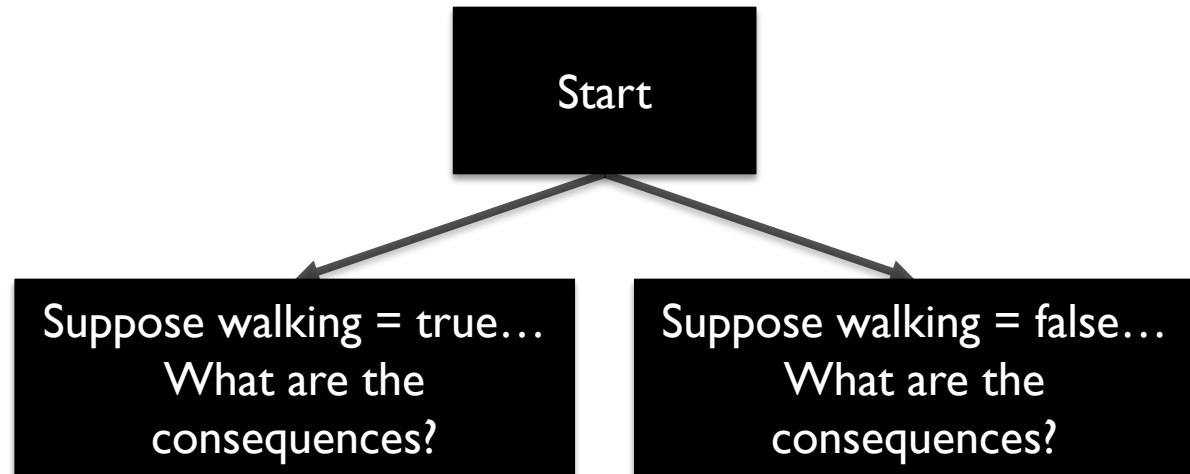 Start
Suppose walking = true…
What are the
consequences?
Suppose walking = false…
What are the
consequences?